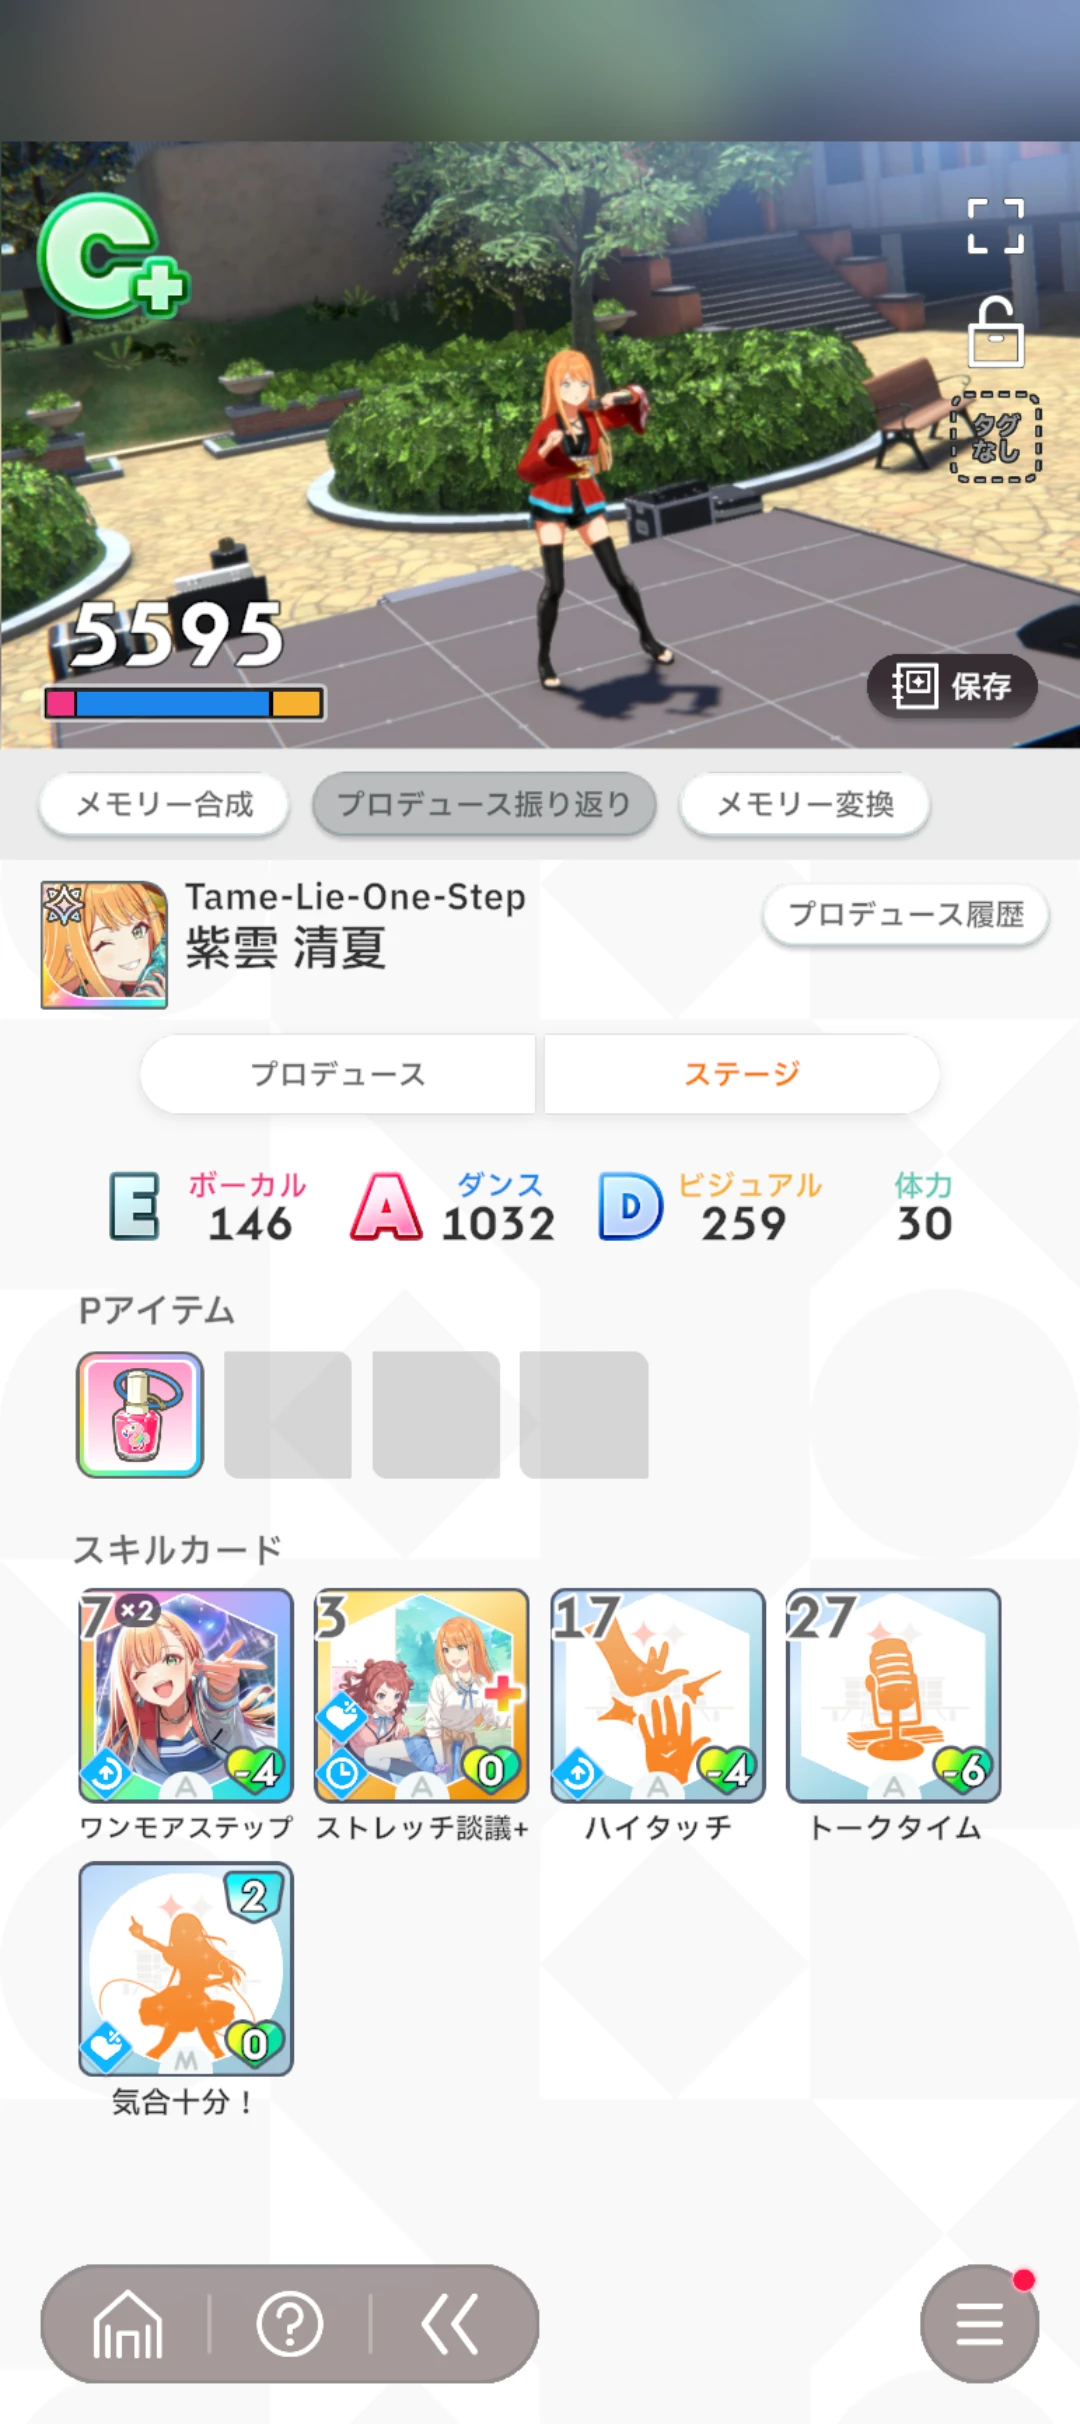 C+
タグ
なし
5595
保存
メモリー合成 プロデュース振り返り メモリー変換
Tame-Lie-One-Step
紫雲 清夏
プロデュース履歴
プロデュース ステージ
E ボーカル 146 A ダンス 1032 D ビジュアル 259 体力 30
Pアイテム
スキルカード
7 ×2 3 17 27
A -4 A 0 A -4 A -6
ワンモアステップ ストレッチ談議+ ハイタッチ トークタイム
2
M 0
気合十分！